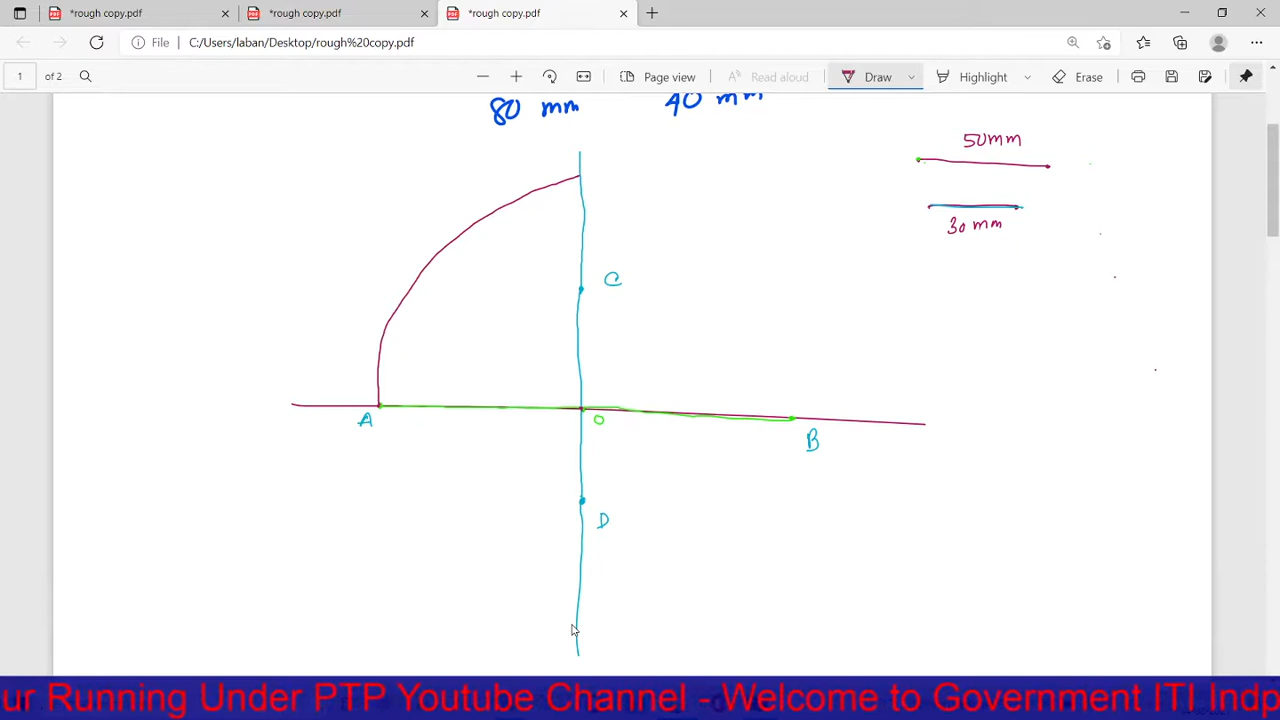 *rough copy.pdf
*rough copy.pdf
*rough copy.pdf
File C:/Users/laban/Desktop/rough%20copy.pdf
1 of 2 Page view Read aloud Draw Highlight Erase
80 mm 40 mm
50mm
30 mm
C
A
O
B
D
ur Running Under PTP Youtube Channel - Welcome to Government ITI Indp